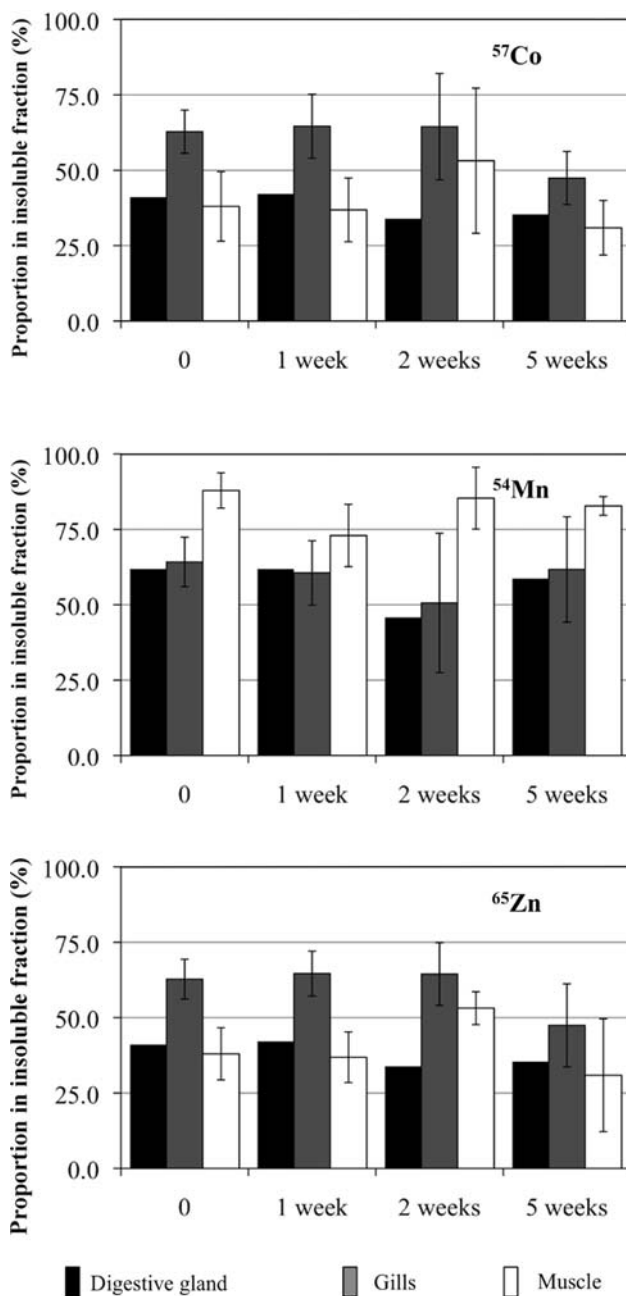 Proportion in insoluble fraction (%)
100.0
75.0
50.0
25.0
0.0
57Co
0 1 week 2 weeks 5 weeks
Proportion in insoluble fraction (%)
100.0
75.0
50.0
25.0
0.0
54Mn
0 1 week 2 weeks 5 weeks
Proportion in insoluble fraction (%)
100.0
75.0
50.0
25.0
0.0
65Zn
0 1 week 2 weeks 5 weeks
Digestive gland Gills Muscle